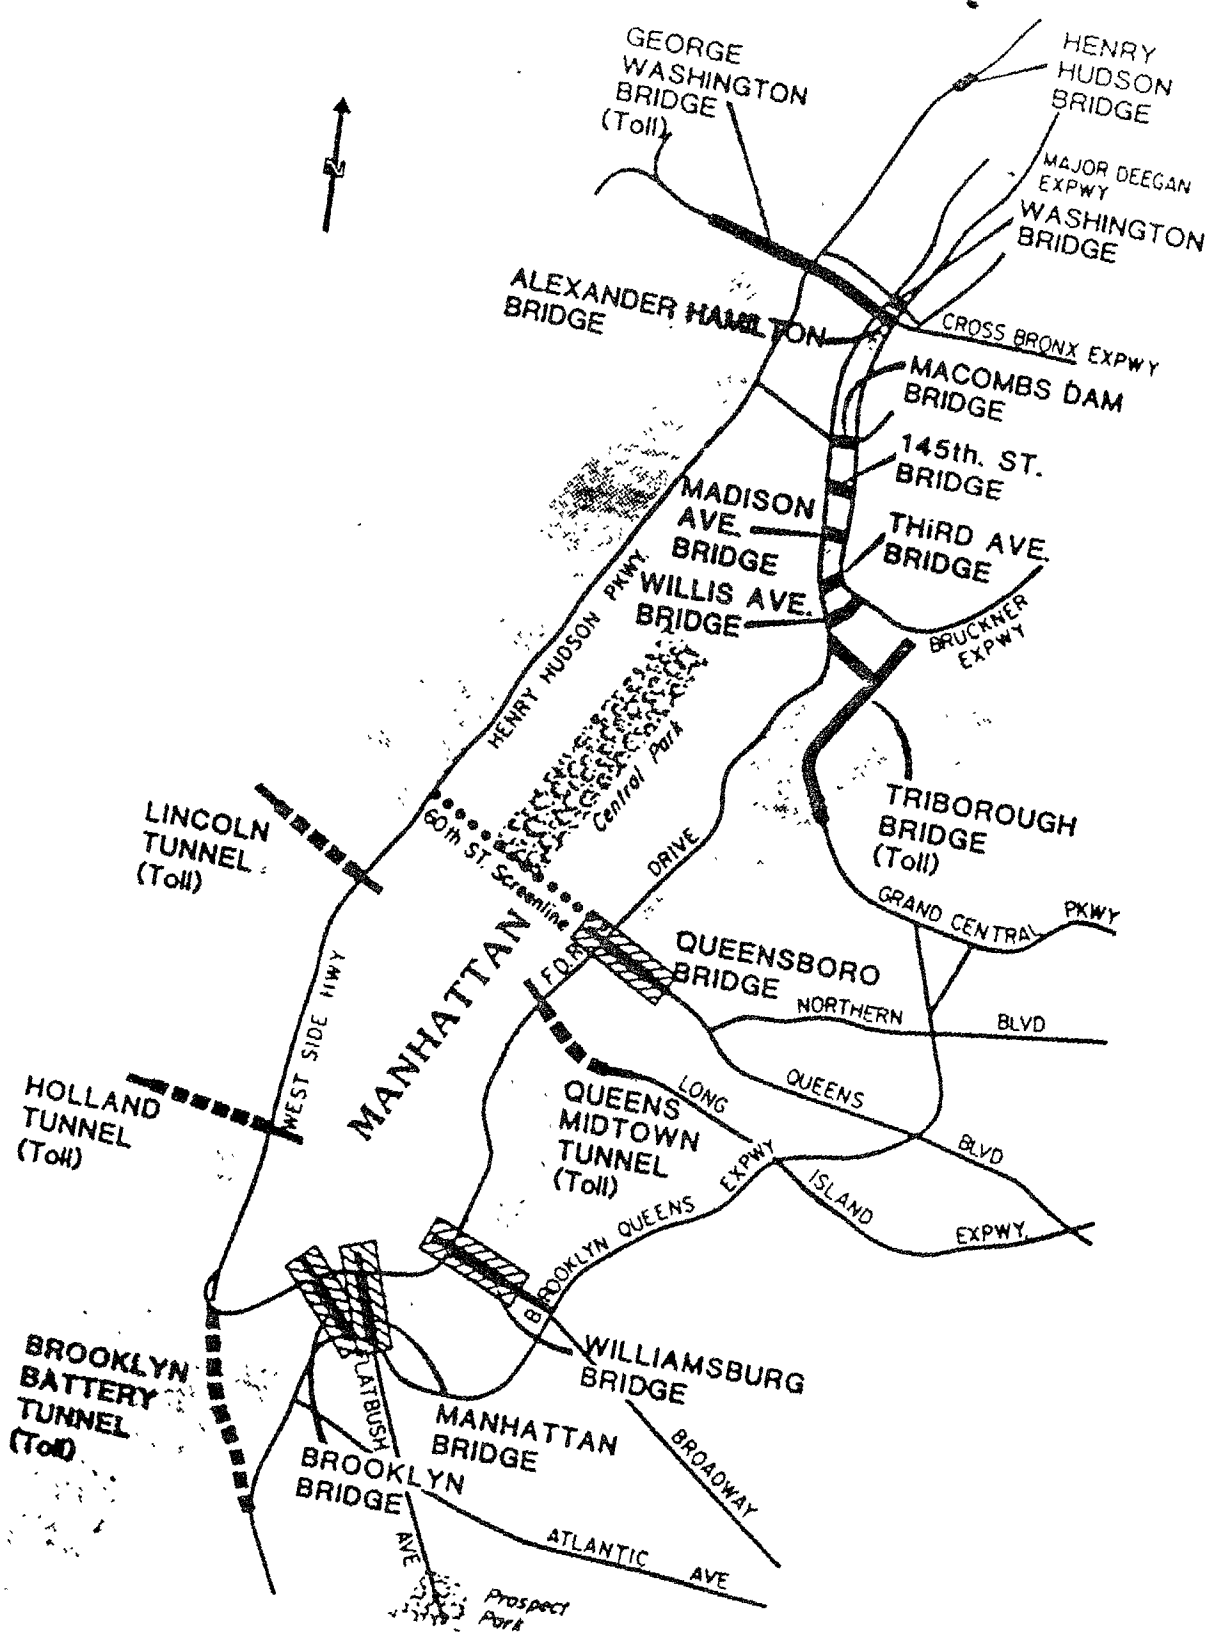 GEORGE
WASHINGTON
BRIDGE
(Toll)
HENRY
HUDSON
BRIDGE
N
MAJOR DEEGAN
EXPWY
WASHINGTON
BRIDGE
ALEXANDER HAMILTON
BRIDGE
CROSS BRONX EXPWY
MACOMBS DAM
BRIDGE
145th. ST.
BRIDGE
MADISON
AVE.
BRIDGE
THIRD AVE.
BRIDGE
WILLIS AVE.
BRIDGE
BRUCKNER
EXPWY
HENRY HUDSON PKWY.
Central Park
TRIBOROUGH
BRIDGE
(Toll)
LINCOLN
TUNNEL
(Toll)
60th ST. Screenline
F.D.R. DRIVE
GRAND CENTRAL PKWY
MANHATTAN
QUEENSBORO
BRIDGE
NORTHERN BLVD
WEST SIDE HWY
HOLLAND
TUNNEL
(Toll)
QUEENS
MIDTOWN
TUNNEL
(Toll)
LONG ISLAND EXPWY.
QUEENS BLVD
BROOKLYN QUEENS EXPWY
BROOKLYN
BATTERY
TUNNEL
(Toll)
WILLIAMSBURG
BRIDGE
MANHATTAN
BRIDGE
BROOKLYN
BRIDGE
FLATBUSH AVE
BROADWAY
ATLANTIC AVE
Prospect
Park